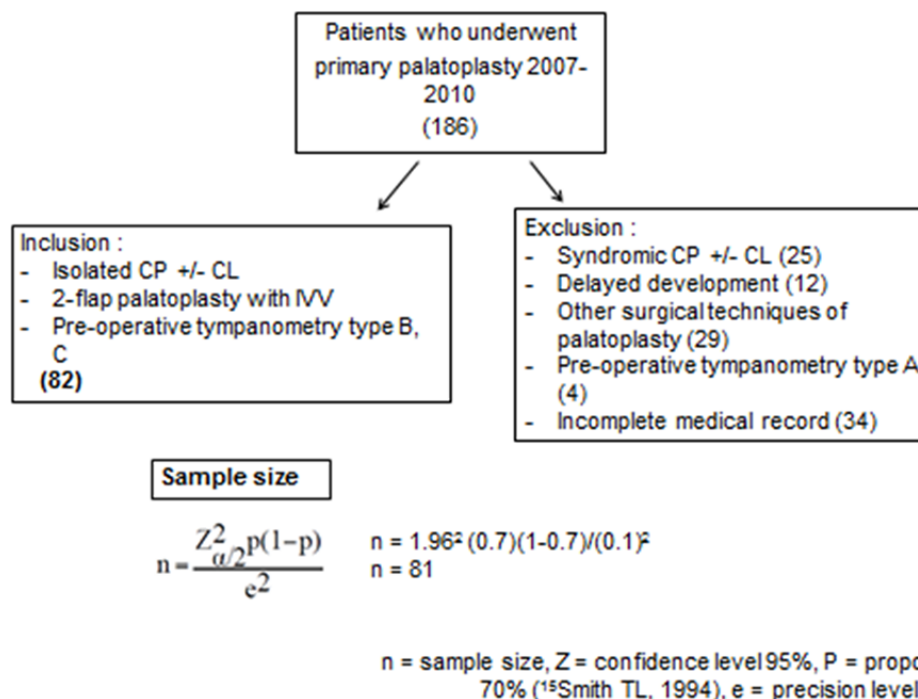 Patients who underwent
primary palatoplasty 2007-
2010
(186)
Inclusion :
- Isolated CP +/- CL
- 2-flap palatoplasty with IVV
- Pre-operative tympanometry type B,
C
(82)
Exclusion :
- Syndromic CP +/- CL (25)
- Delayed development (12)
- Other surgical techniques of
palatoplasty (29)
- Pre-operative tympanometry type A
(4)
- Incomplete medical record (34)
Sample size
n = Z²α/2 p(1−p) / e²
n = 1.96² (0.7)(1-0.7)/(0.1)²
n = 81
n = sample size, Z = confidence level 95%, P =
70% (¹⁵Smith TL, 1994), e = precision level